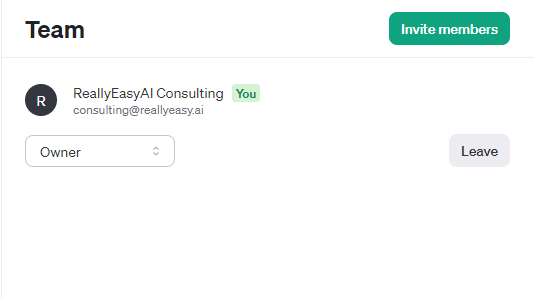 Team
Invite members
R
ReallyEasyAI Consulting You
consulting@reallyeasy.ai
Owner
Leave